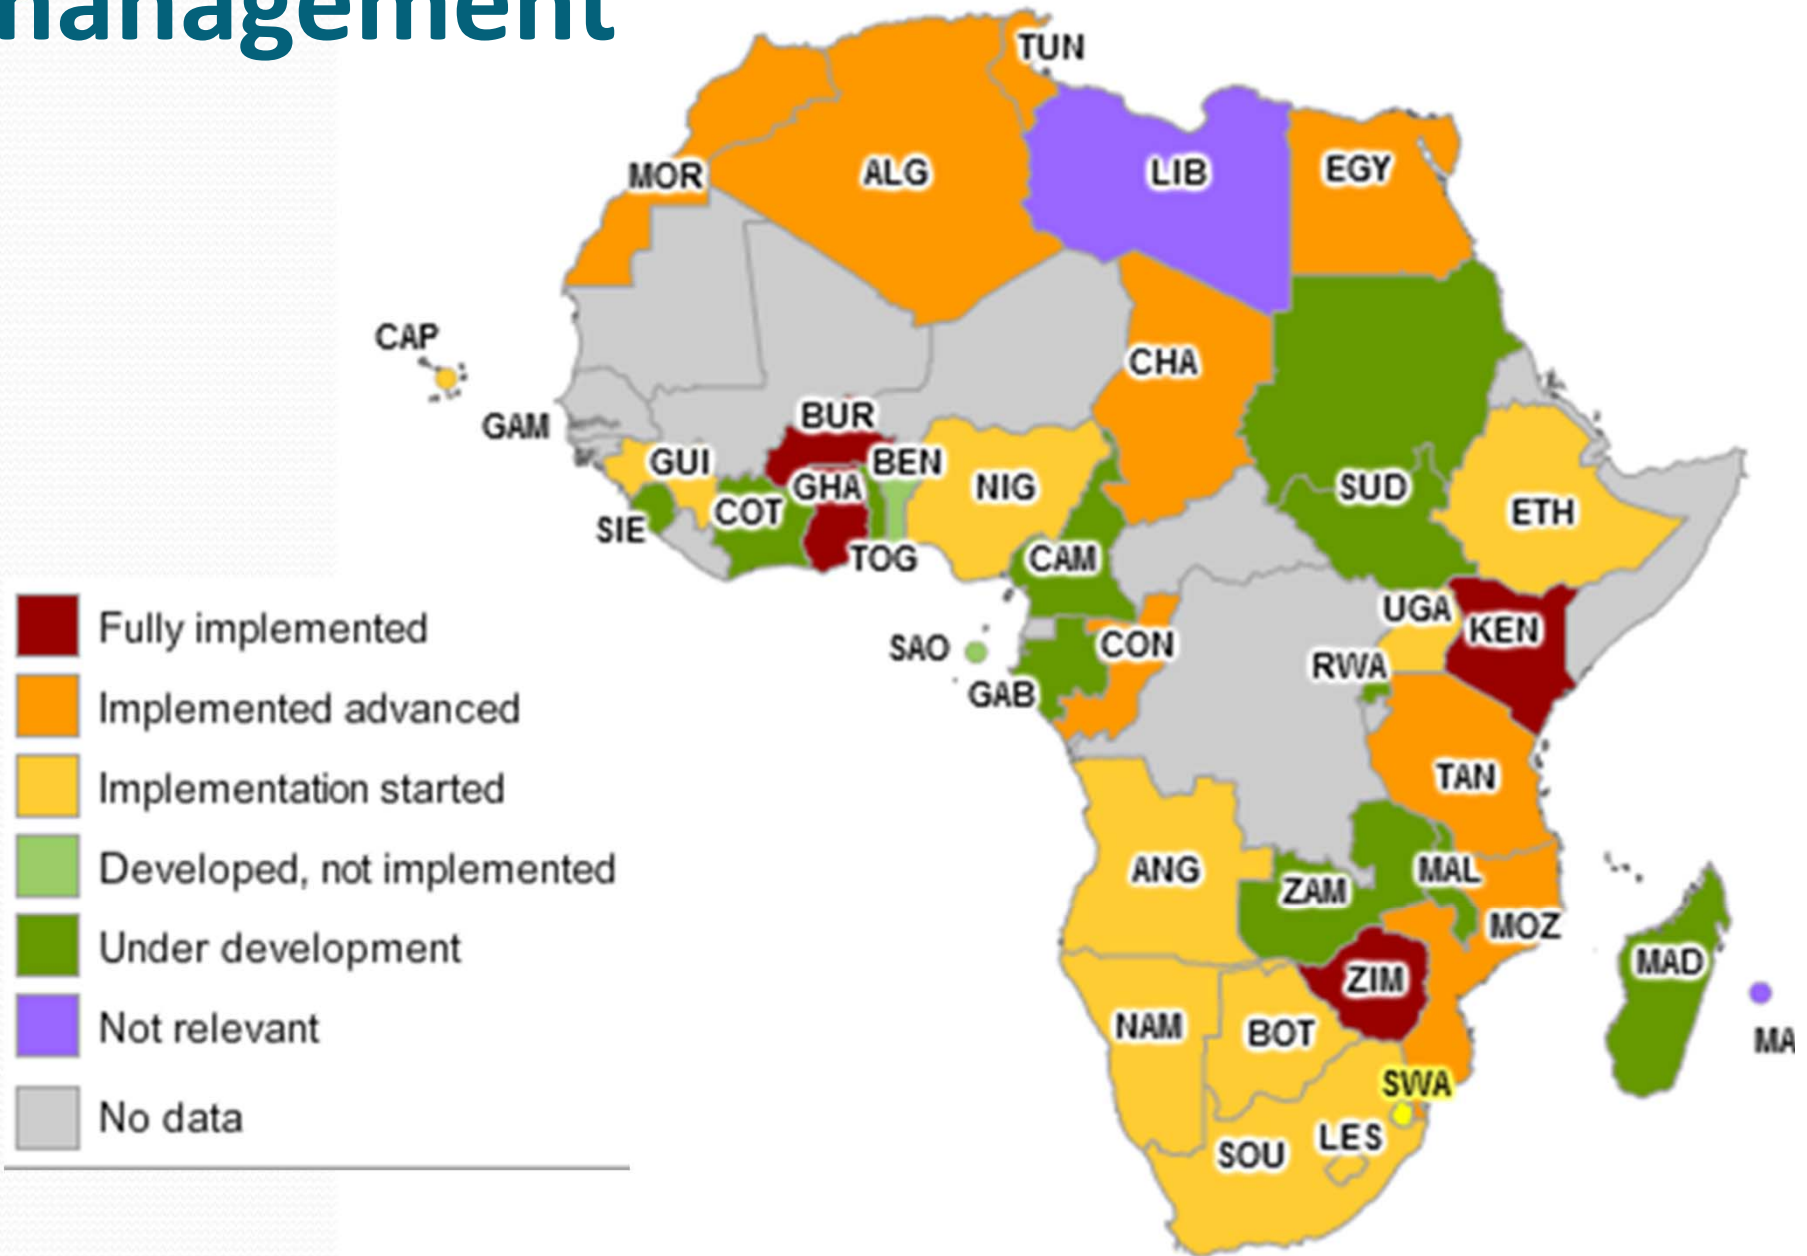 nanagement
TUN
MOR
ALG
LIB
EGY
CAP
CHA
GAM
BUR
GUI
BEN
GHA
NIG
SUD
COT
ETH
SIE
TOG
CAM
UGA
KEN
SAO
CON
RWA
GAB
TAN
ANG
MAL
ZAM
MOZ
MAD
ZIM
NAM
BOT
MA
SWA
LES
SOU
Fully implemented
Implemented advanced
Implementation started
Developed, not implemented
Under development
Not relevant
No data